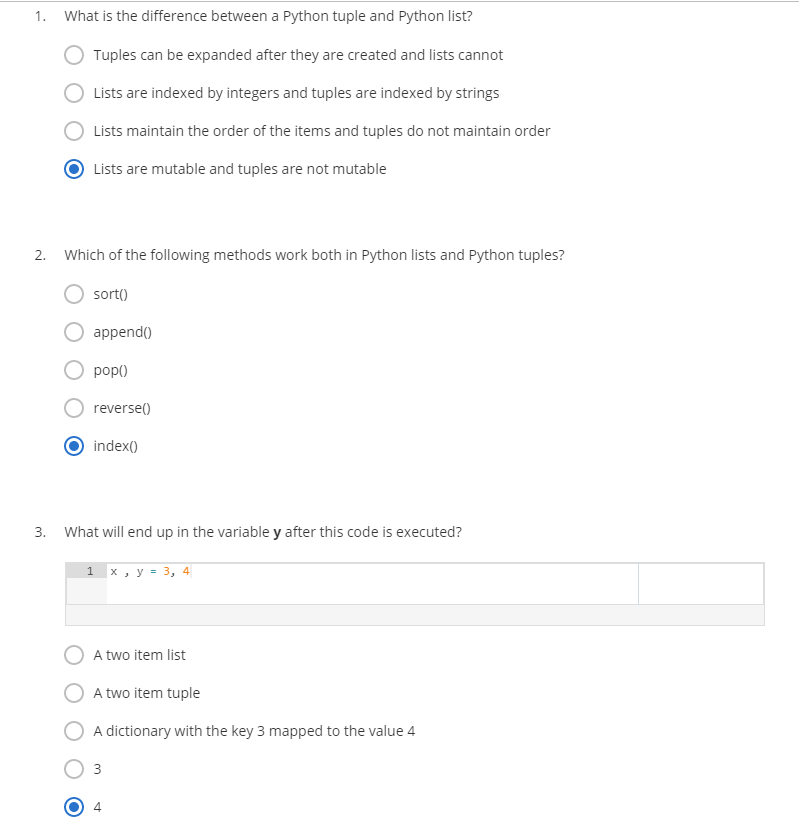 1. What is the difference between a Python tuple and Python list?
Tuples can be expanded after they are created and lists cannot
Lists are indexed by integers and tuples are indexed by strings
Lists maintain the order of the items and tuples do not maintain order
Lists are mutable and tuples are not mutable
2. Which of the following methods work both in Python lists and Python tuples?
sort()
append()
pop()
reverse()
index()
3. What will end up in the variable y after this code is executed?
1 x , y = 3, 4
A two item list
A two item tuple
A dictionary with the key 3 mapped to the value 4
3
4